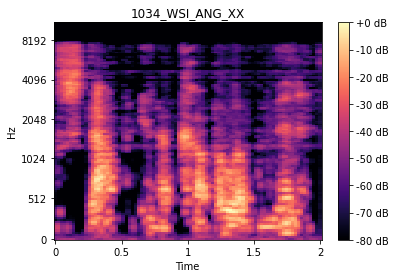 1034_WSI_ANG_XX
8192
4096
2048
1024
512
0
Hz
0
0.5
1
1.5
2
Time
+0 dB
-10 dB
-20 dB
-30 dB
-40 dB
-50 dB
-60 dB
-70 dB
-80 dB